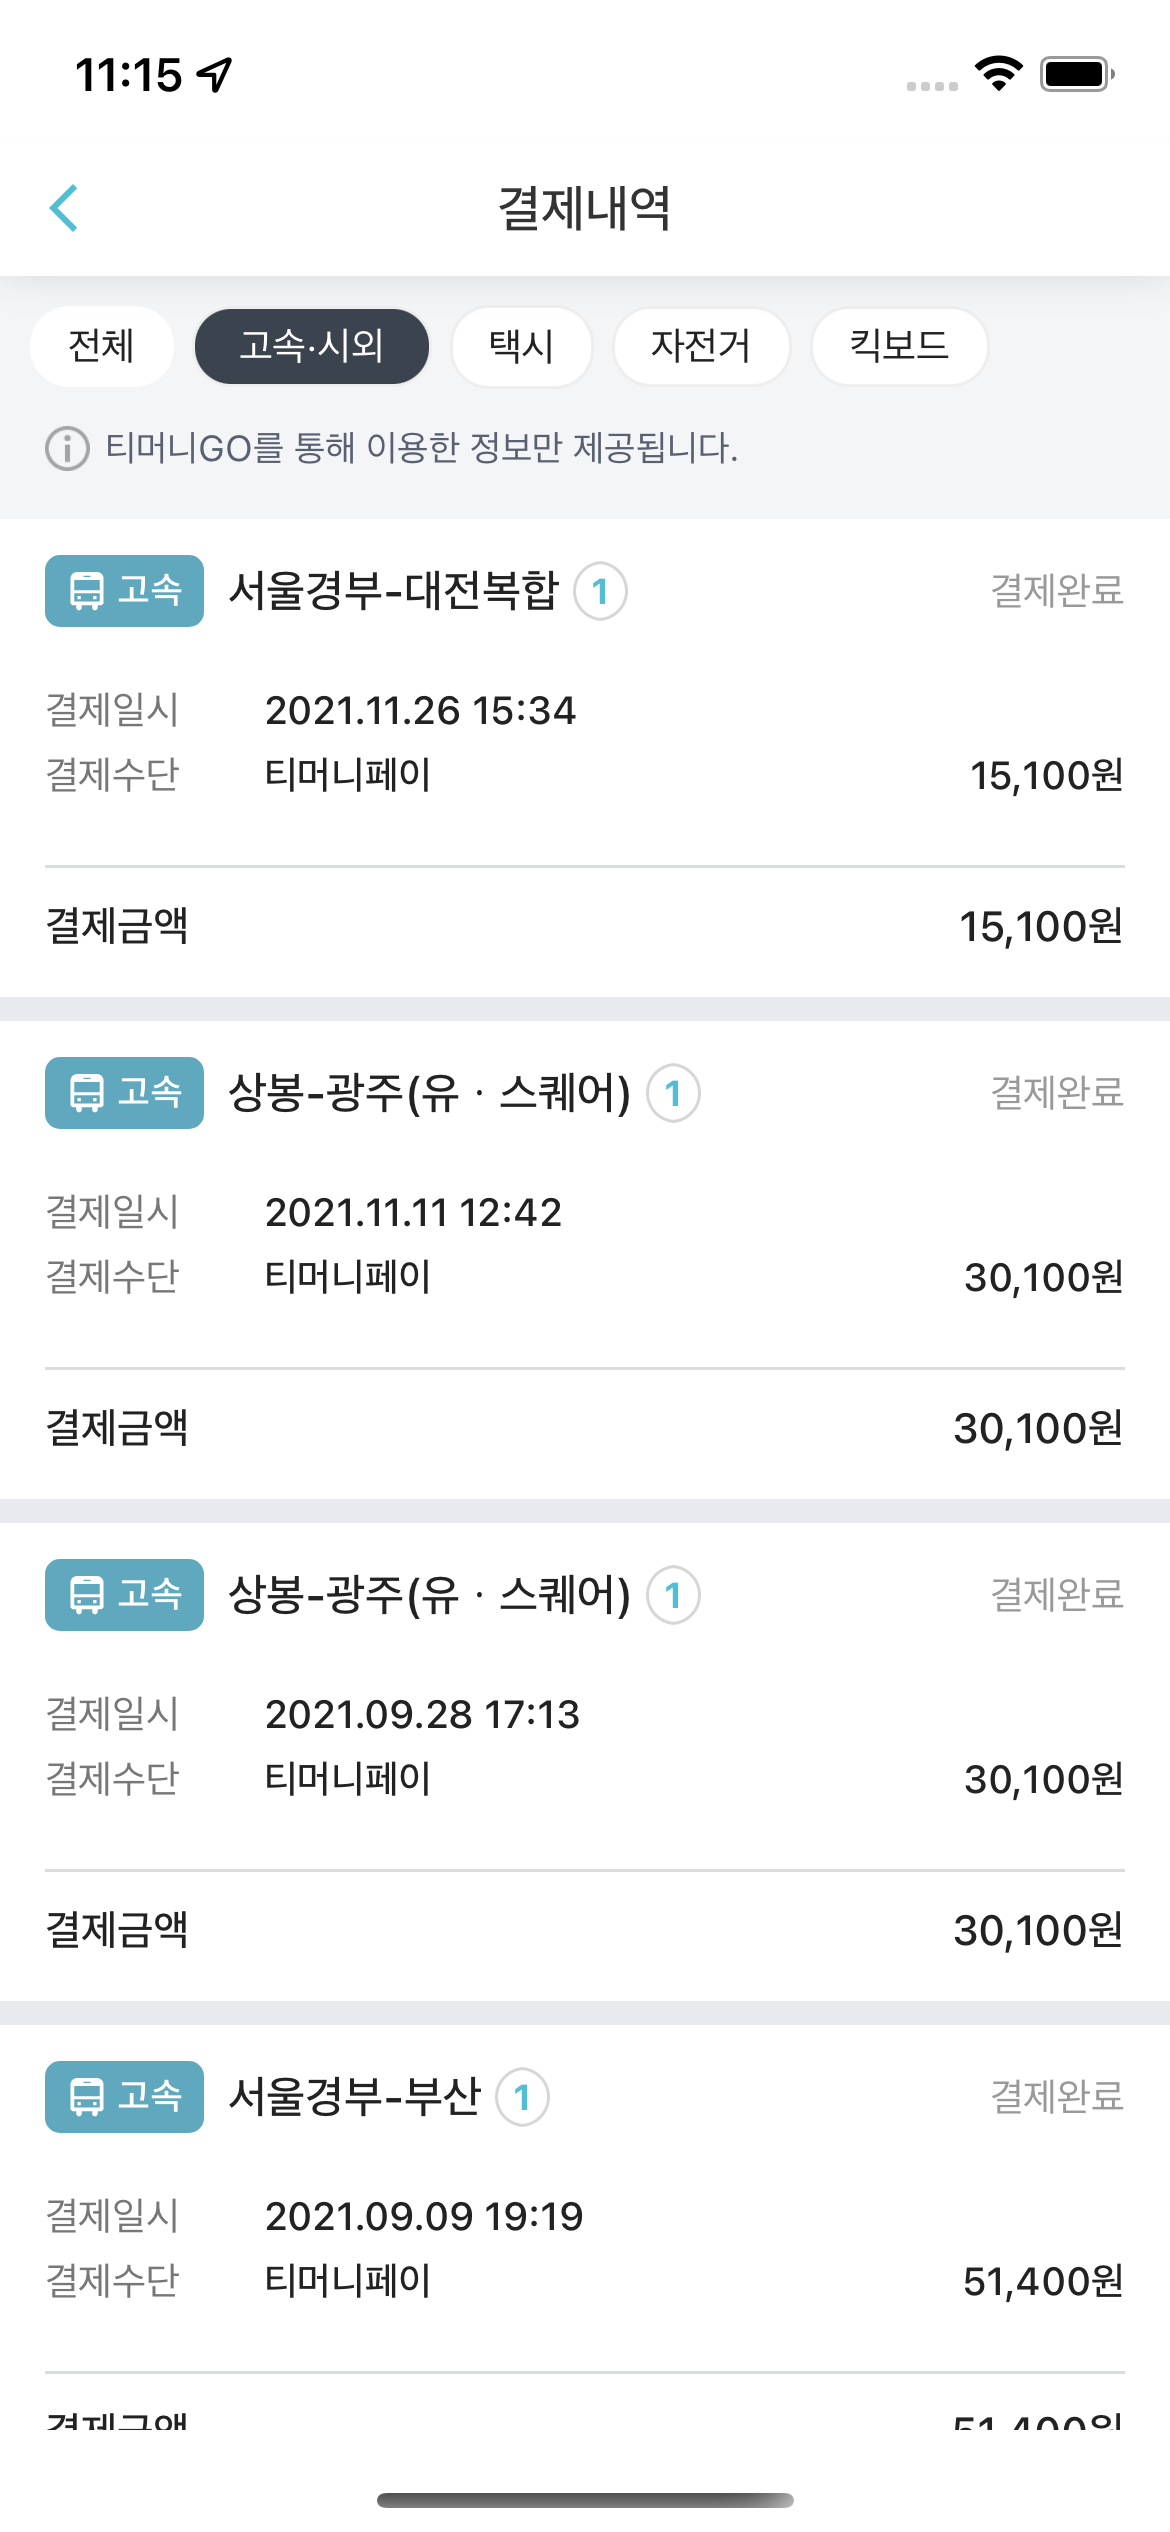 11:15
결제내역
전체 고속·시외 택시 자전거 킥보드
티머니GO를 통해 이용한 정보만 제공됩니다.
고속 서울경부-대전복합 1 결제완료
결제일시 2021.11.26 15:34
결제수단 티머니페이 15,100원
결제금액 15,100원
고속 상봉-광주(유 · 스퀘어) 1 결제완료
결제일시 2021.11.11 12:42
결제수단 티머니페이 30,100원
결제금액 30,100원
고속 상봉-광주(유 · 스퀘어) 1 결제완료
결제일시 2021.09.28 17:13
결제수단 티머니페이 30,100원
결제금액 30,100원
고속 서울경부-부산 1 결제완료
결제일시 2021.09.09 19:19
결제수단 티머니페이 51,400원
결제금액 51,400원